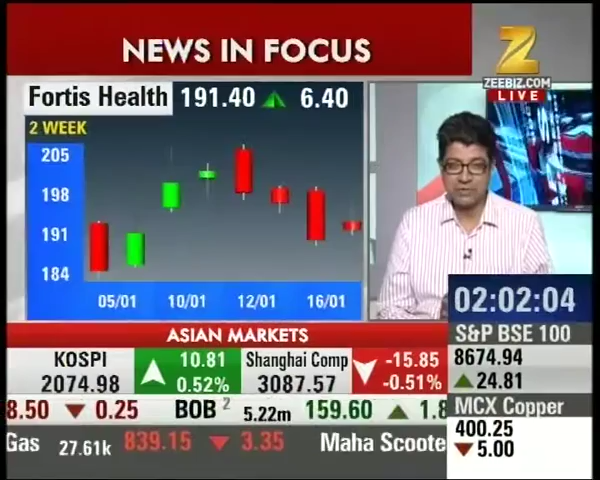 NEWS IN FOCUS
Z
ZEEBIZ.COM
LIVE
Fortis Health 191.40 6.40
2 WEEK
205
198
191
184
05/01 10/01 12/01 16/01
02:02:04
ASIAN MARKETS
S&P BSE 100
8674.94
24.81
KOSPI 10.81 Shanghai Comp -15.85
2074.98 0.52% 3087.57 -0.51%
MCX Copper
400.25
5.00
8.50 0.25 BOB 2 5.22m 159.60 1.8
Gas 27.61k 839.15 3.35 Maha Scoote